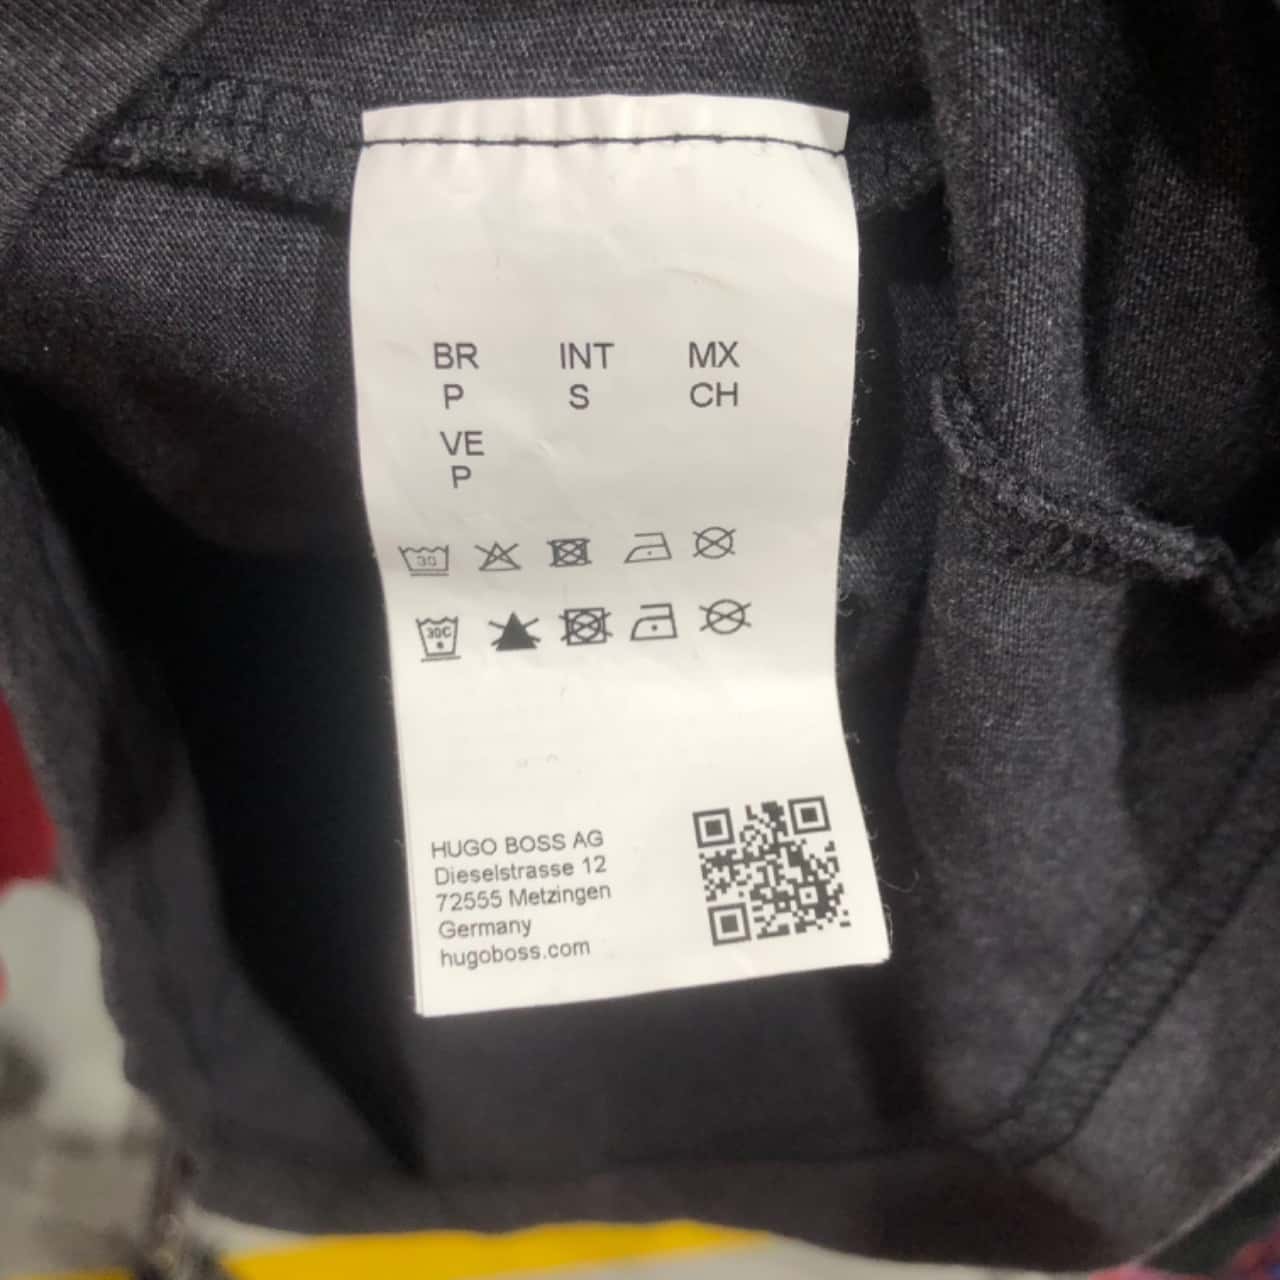 BR INT MX
P S CH
VE
P
30
30C
HUGO BOSS AG
Dieselstrasse 12
72555 Metzingen
Germany
hugoboss.com